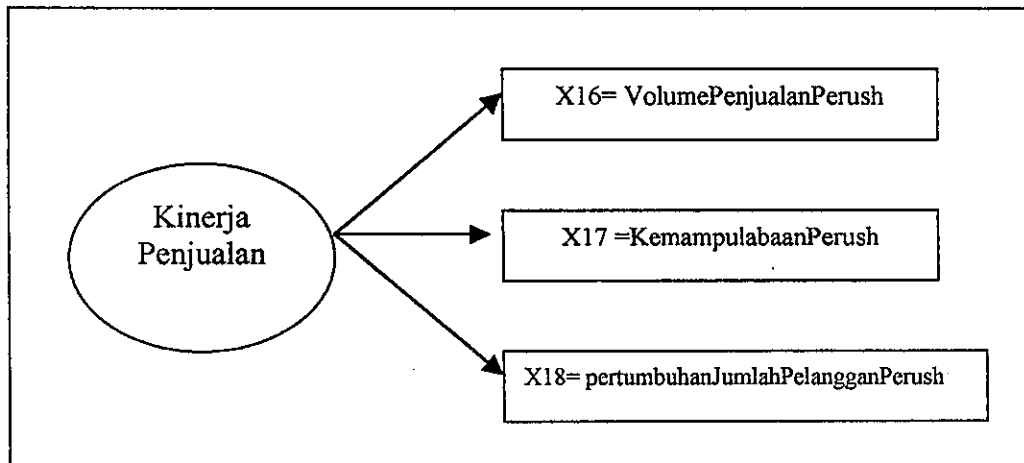 X16= VolumePenjualanPerush
Kinerja
Penjualan
X17 =KemampulabaanPerush
X18= pertumbuhanJumlahPelangganPerush